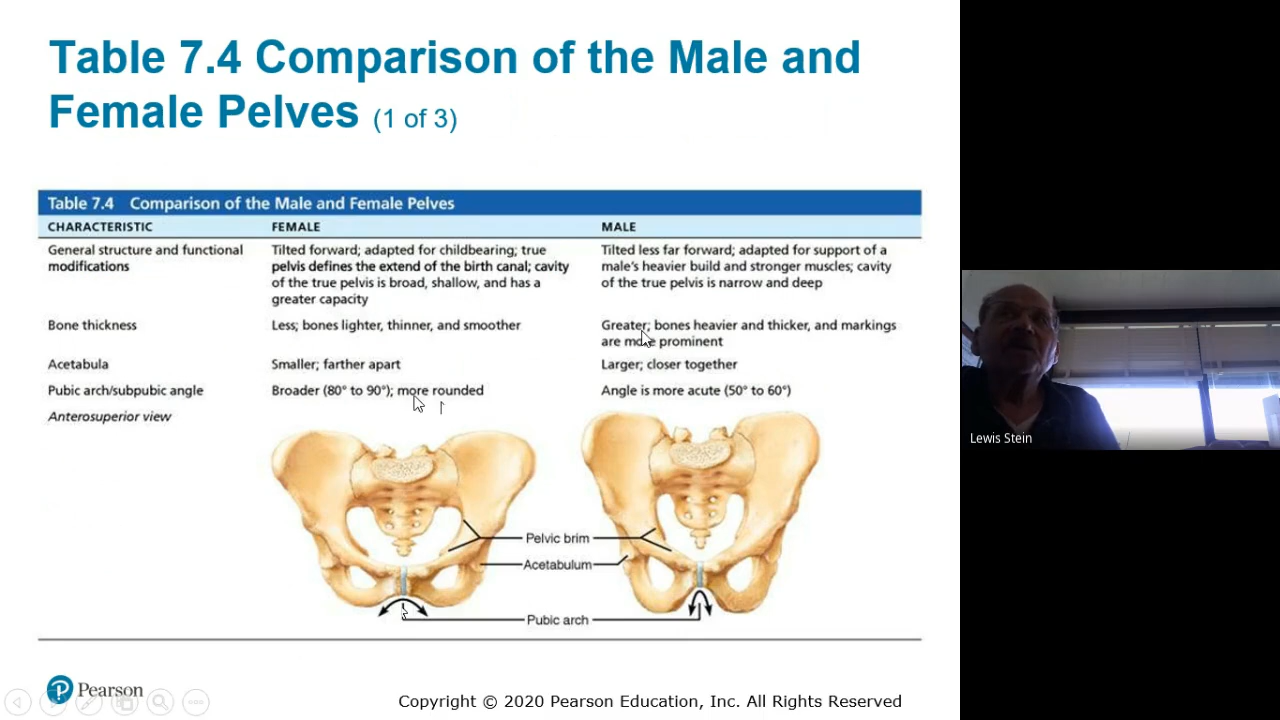 Table 7.4 Comparison of the Male and
Female Pelves (1 of 3)
Table 7.4 Comparison of the Male and Female Pelves
CHARACTERISTIC FEMALE MALE
General structure and functional modifications
Tilted forward; adapted for childbearing; true
pelvis defines the extend of the birth canal; cavity
of the true pelvis is broad, shallow, and has a
greater capacity
Tilted less far forward; adapted for support of a
male's heavier build and stronger muscles; cavity
of the true pelvis is narrow and deep
Bone thickness
Less; bones lighter, thinner, and smoother
Greater; bones heavier and thicker, and markings
are more prominent
Acetabula
Smaller; farther apart
Larger; closer together
Pubic arch/subpubic angle
Broader (80° to 90°); more rounded
Angle is more acute (50° to 60°)
Anterosuperior view
Pelvic brim
Acetabulum
Pubic arch
Lewis Stein
P Pearson
Copyright © 2020 Pearson Education, Inc. All Rights Reserved